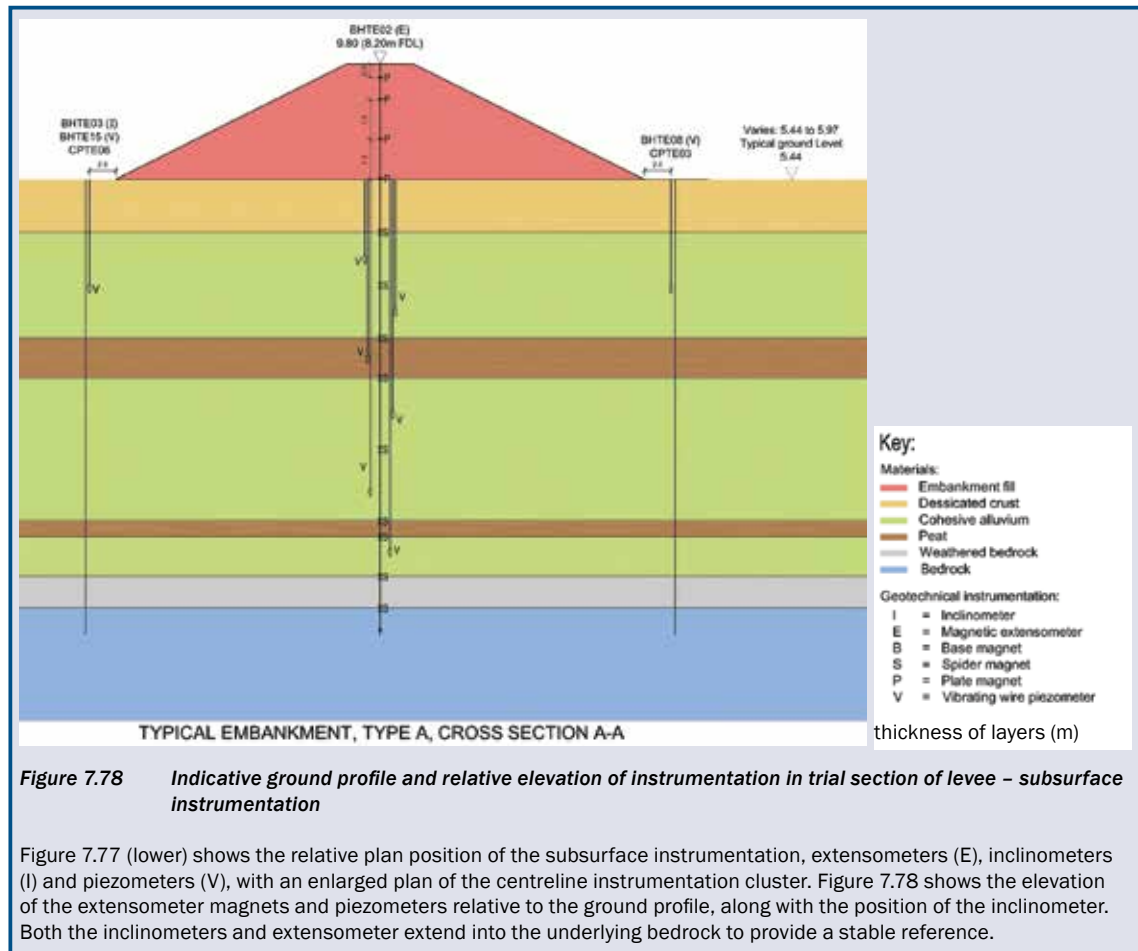 BHTE02 (E)
9.80 (8.20m FDL)
P
P
P
BHTE03 (I)
BHTE15 (V)
CPTE06
BHTE08 (V)
CPTE03
Varies: 5.44 to 5.97
Typical ground Level
5.44
V
V
V
V
V
V
V
TYPICAL EMBANKMENT, TYPE A, CROSS SECTION A-A
Key:
Materials:
Embankment fill
Dessicated crust
Cohesive alluvium
Peat
Weathered bedrock
Bedrock
Geotechnical instrumentation:
I = Inclinometer
E = Magnetic extensometer
B = Base magnet
S = Spider magnet
P = Plate magnet
V = Vibrating wire piezometer
thickness of layers (m)
Figure 7.78 Indicative ground profile and relative elevation of instrumentation in trial section of levee – subsurface
instrumentation
Figure 7.77 (lower) shows the relative plan position of the subsurface instrumentation, extensometers (E), inclinometers
(I) and piezometers (V), with an enlarged plan of the centreline instrumentation cluster. Figure 7.78 shows the elevation
of the extensometer magnets and piezometers relative to the ground profile, along with the position of the inclinometer.
Both the inclinometers and extensometer extend into the underlying bedrock to provide a stable reference.